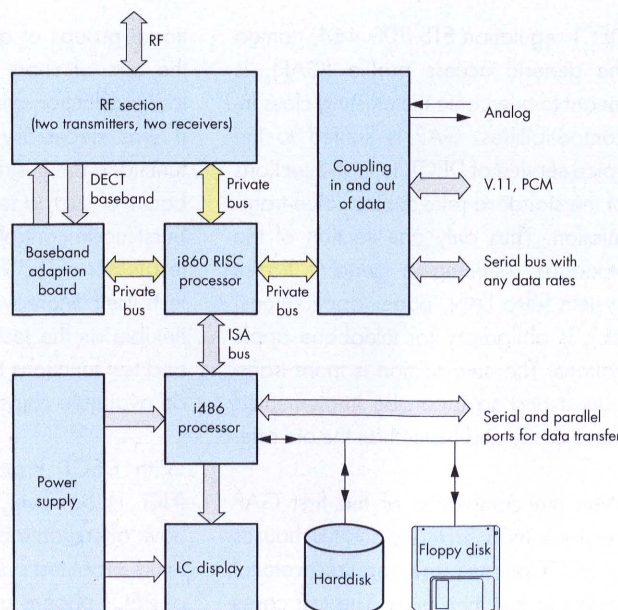 RF
RF section
(two transmitters, two receivers)
DECT
baseband
Private
bus
Coupling
in and out
of data
Analog
V.11, PCM
Serial bus with
any data rates
Baseband
adaption
board
Private
bus
i860 RISC
processor
Private
bus
ISA
bus
i486
processor
Serial and parallel
ports for data transfer
Power
supply
LC display
Harddisk
Floppy disk